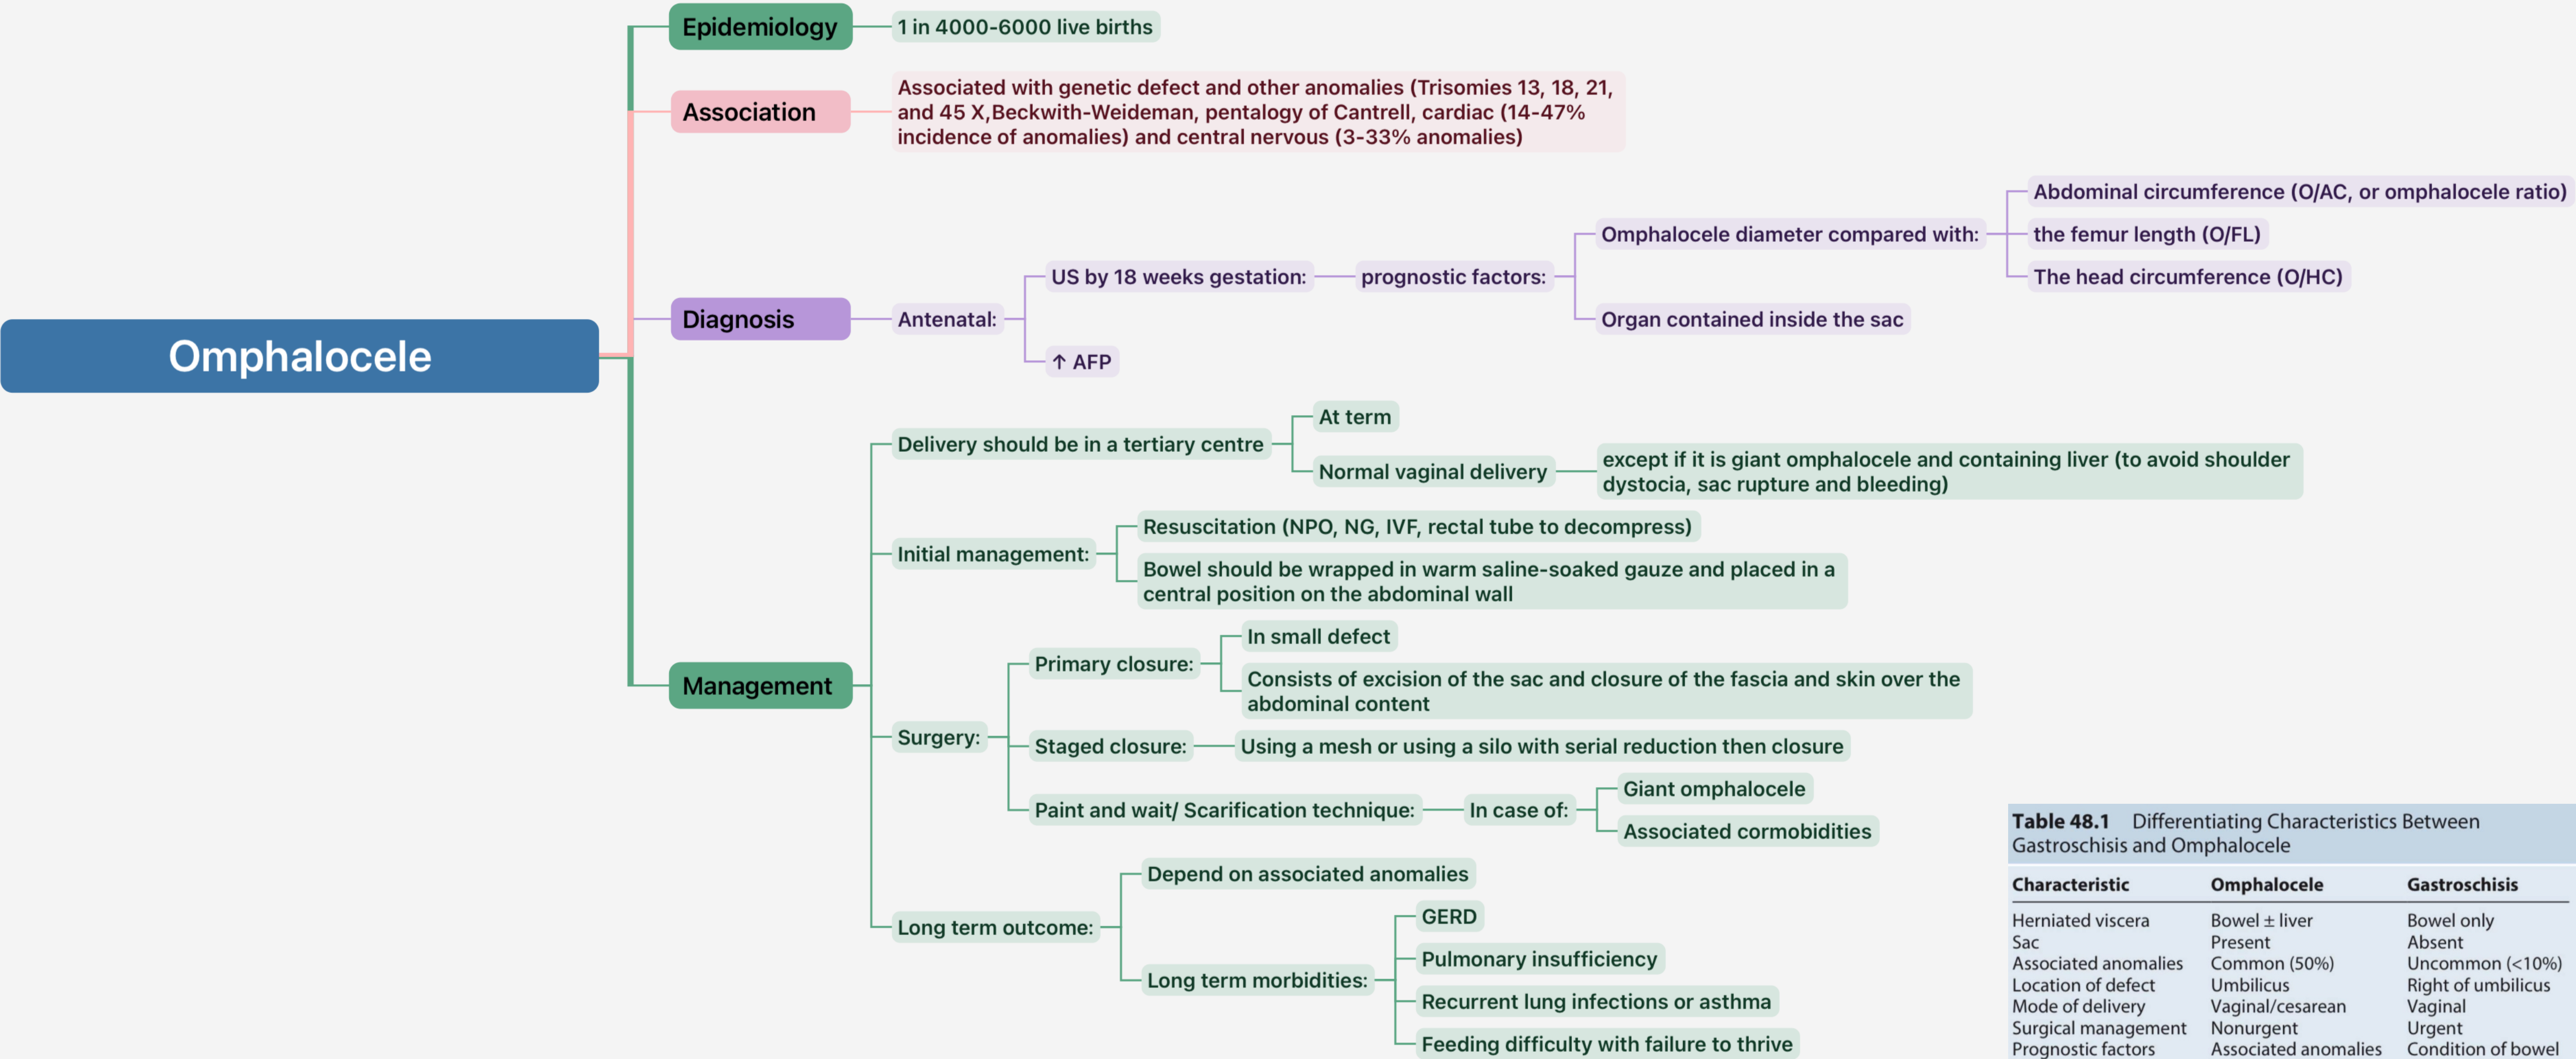 Omphalocele
Epidemiology
1 in 4000-6000 live births
Association
Associated with genetic defect and other anomalies (Trisomies 13, 18, 21,
and 45 X,Beckwith-Weideman, pentalogy of Cantrell, cardiac (14-47%
incidence of anomalies) and central nervous (3-33% anomalies)
Diagnosis
Antenatal:
US by 18 weeks gestation:
prognostic factors:
Omphalocele diameter compared with:
Abdominal circumference (O/AC, or omphalocele ratio)
the femur length (O/FL)
The head circumference (O/HC)
Organ contained inside the sac
↑ AFP
Management
Delivery should be in a tertiary centre
At term
Normal vaginal delivery
except if it is giant omphalocele and containing liver (to avoid shoulder
dystocia, sac rupture and bleeding)
Initial management:
Resuscitation (NPO, NG, IVF, rectal tube to decompress)
Bowel should be wrapped in warm saline-soaked gauze and placed in a
central position on the abdominal wall
Surgery:
Primary closure:
In small defect
Consists of excision of the sac and closure of the fascia and skin over the
abdominal content
Staged closure:
Using a mesh or using a silo with serial reduction then closure
Paint and wait/ Scarification technique:
In case of:
Giant omphalocele
Associated cormobidities
Long term outcome:
Depend on associated anomalies
Long term morbidities:
GERD
Pulmonary insufficiency
Recurrent lung infections or asthma
Feeding difficulty with failure to thrive
Table 48.1 Differentiating Characteristics Between
Gastroschisis and Omphalocele
Characteristic Omphalocele Gastroschisis
Herniated viscera Bowel ± liver Bowel only
Sac Present Absent
Associated anomalies Common (50%) Uncommon (<10%)
Location of defect Umbilicus Right of umbilicus
Mode of delivery Vaginal/cesarean Vaginal
Surgical management Nonurgent Urgent
Prognostic factors Associated anomalies Condition of bowel